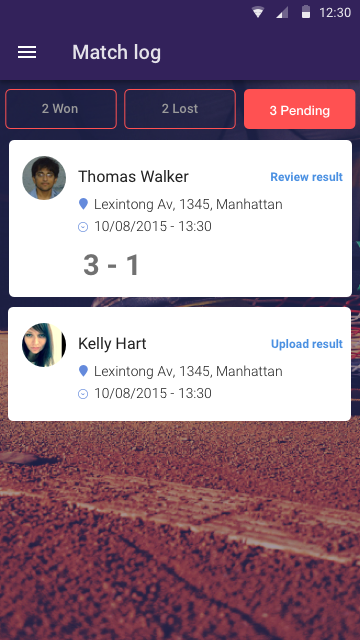 12:30
Match log
2 Won
2 Lost
3 Pending
Thomas Walker
Review result
Lexintong Av, 1345, Manhattan
10/08/2015 - 13:30
3 - 1
Kelly Hart
Upload result
Lexintong Av, 1345, Manhattan
10/08/2015 - 13:30